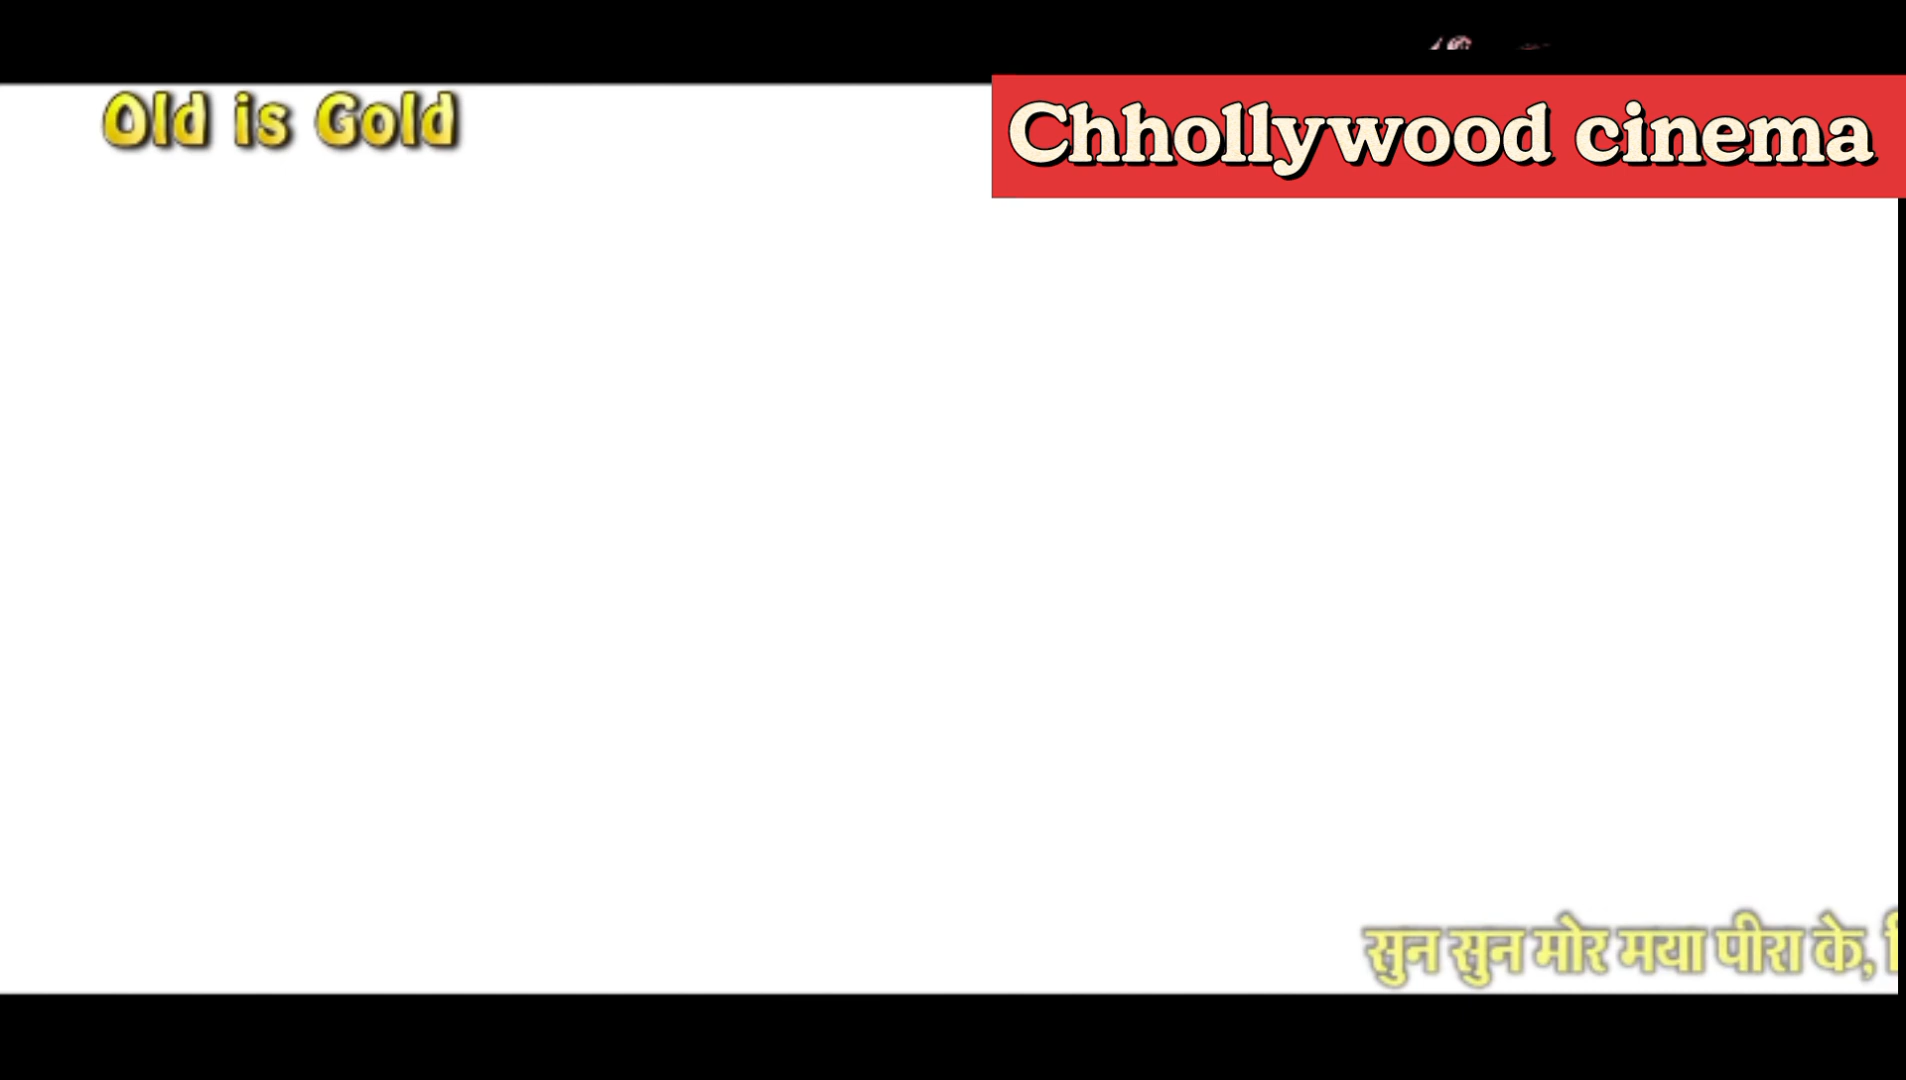 Old is Gold
Chhollywood cinema
सुन सुन मोर मया पीरा के,